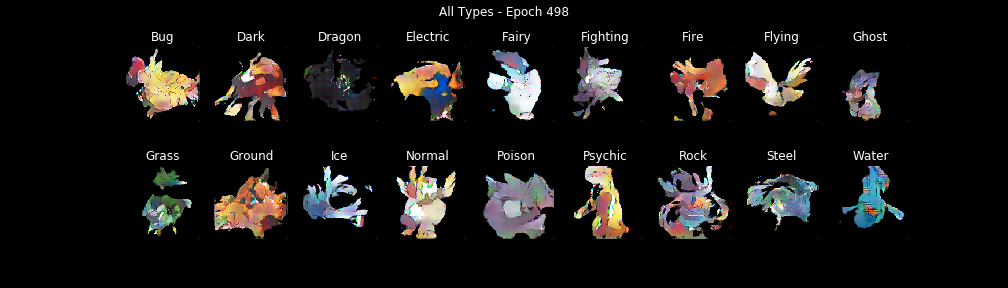 All Types - Epoch 498
Bug Dark Dragon Electric Fairy Fighting Fire Flying Ghost
Grass Ground Ice Normal Poison Psychic Rock Steel Water